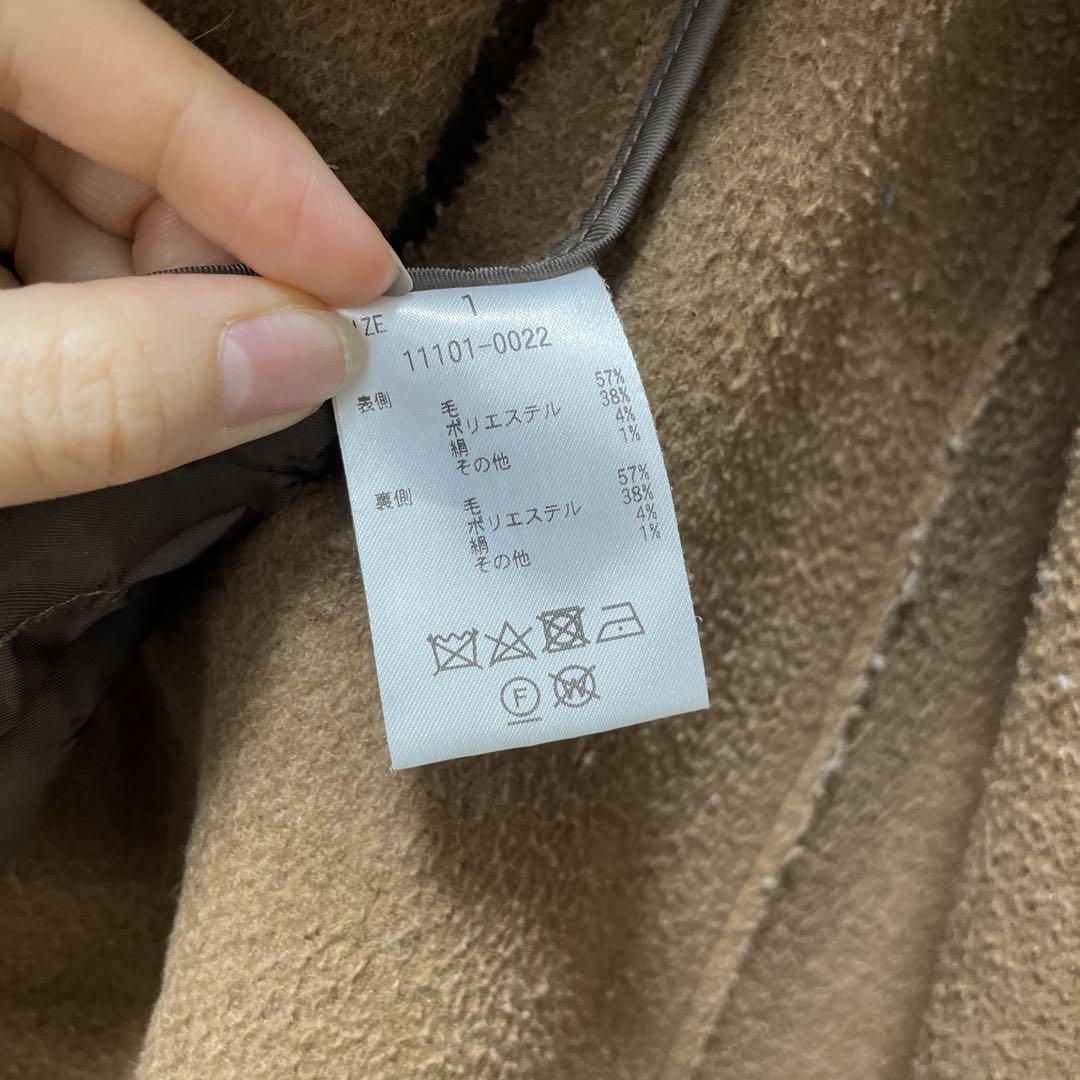 IZE 1
11101-0022
表側 毛 57%
ポリエステル 38%
絹 4%
その他 1%
裏側 毛 57%
ポリエステル 38%
絹 4%
その他 1%
F W